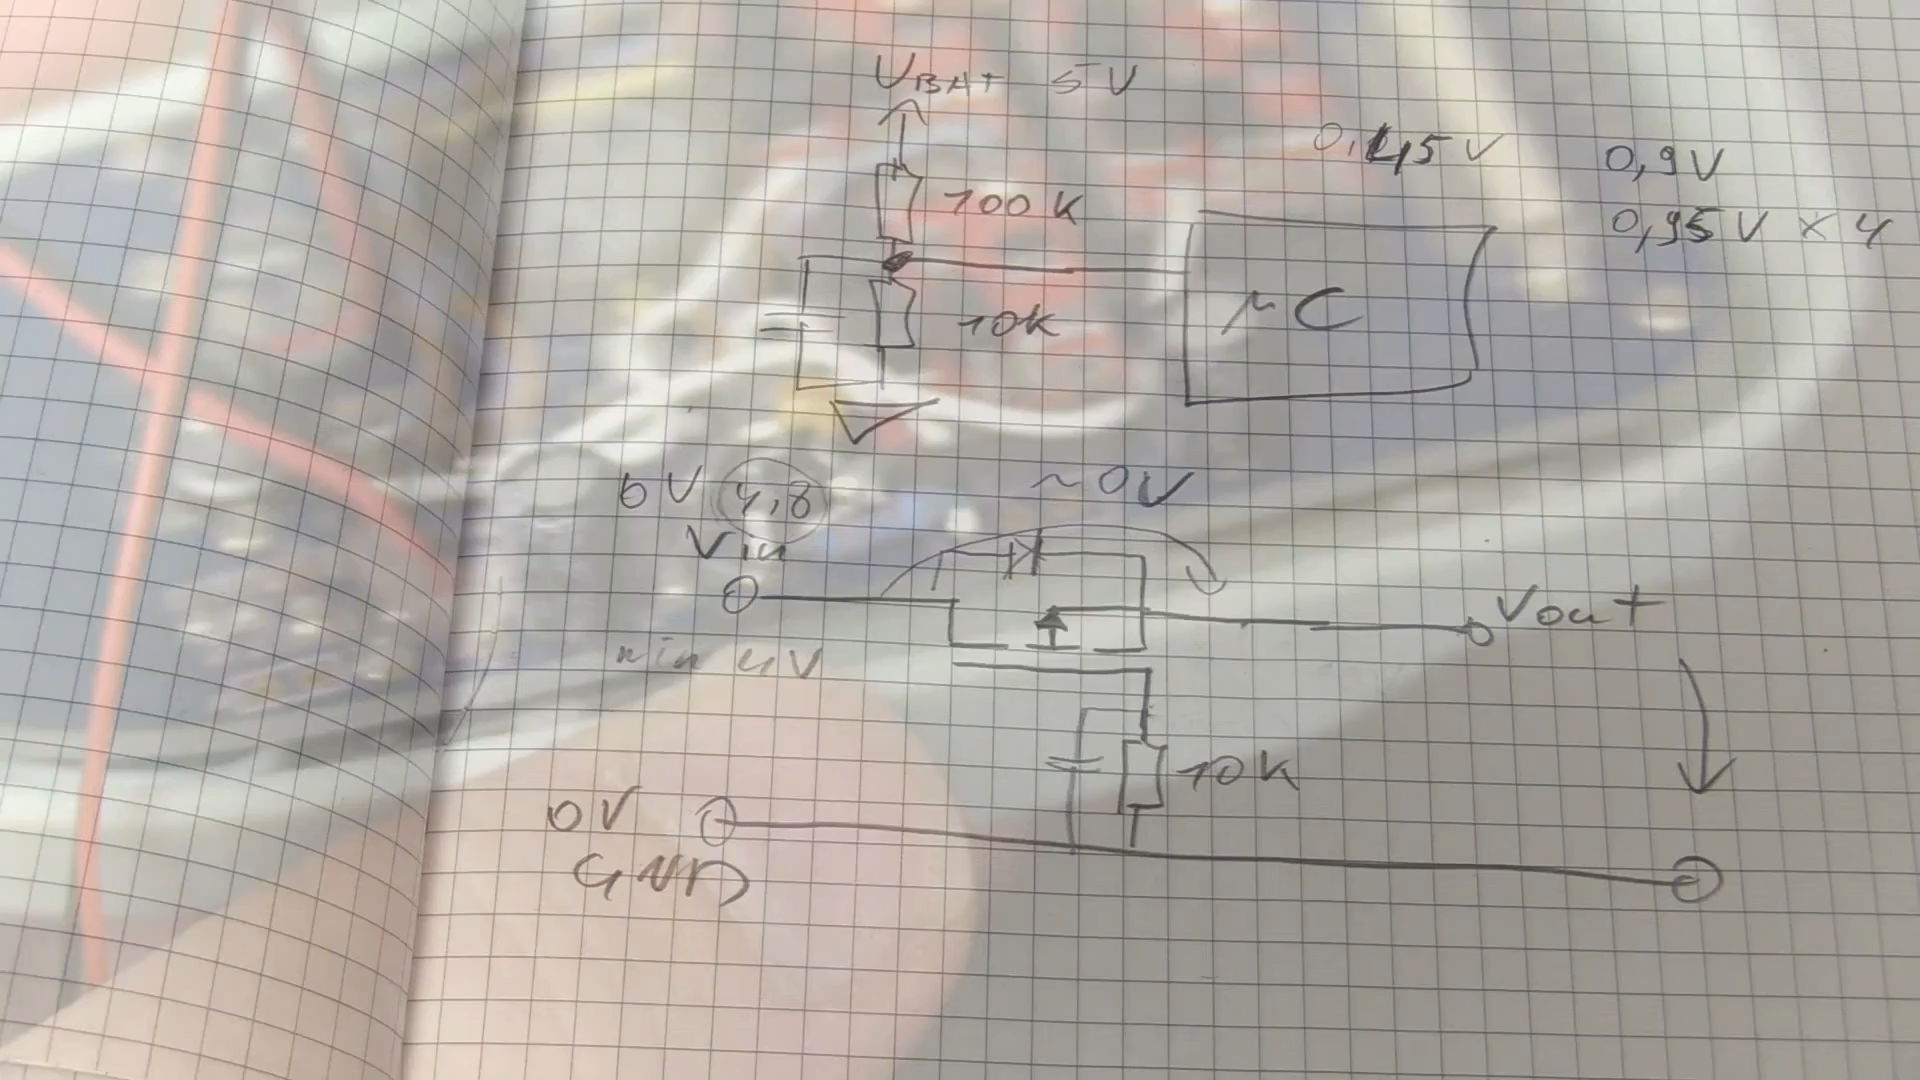 VBAT 5V
0,45V
0,9V
100K
0,95V x 4
10K
µC
6V 4,8
~0V
Vin
Vout
min 4V
10K
0V
GND